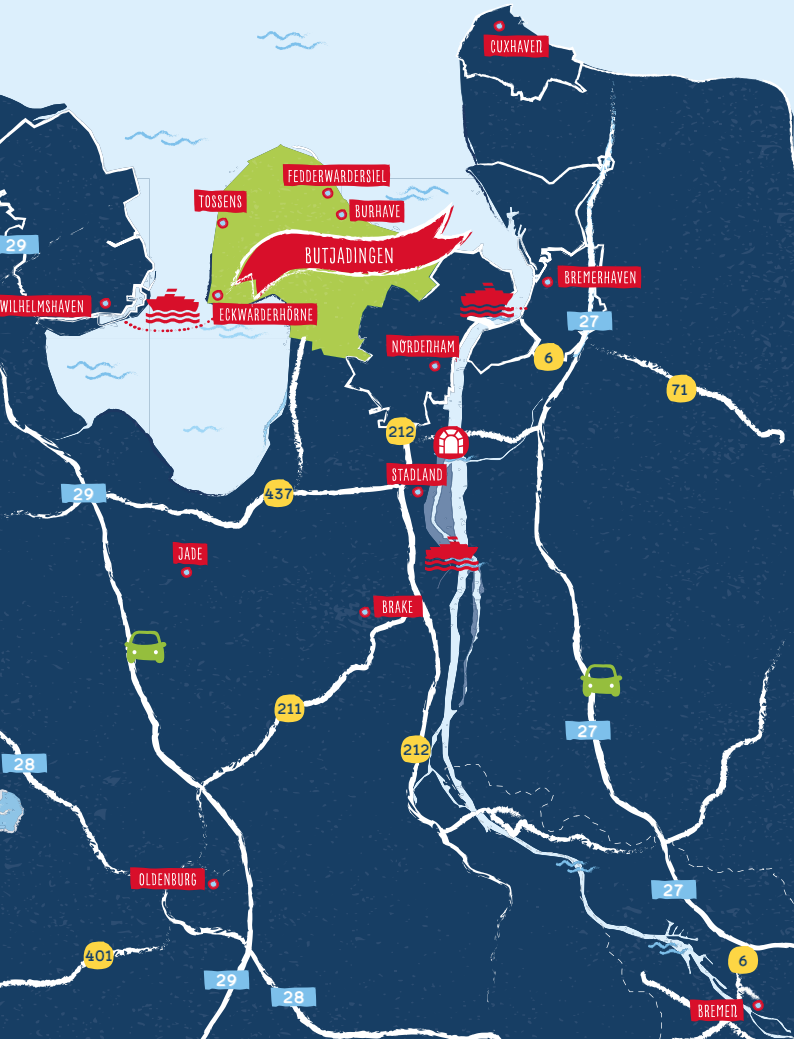 CUXHAVEN
FEDDERWARDERSIEL
TOSSENS
BURHAVE
29
BUTJADINGEN
BREMERHAVEN
WILHELMSHAVEN
ECKWARDERHÖRNE
27
NORDENHAM
6
71
212
STADLAND
29
437
JADE
BRAKE
211
27
212
28
OLDENBURG
27
401
6
29
28
BREMEN